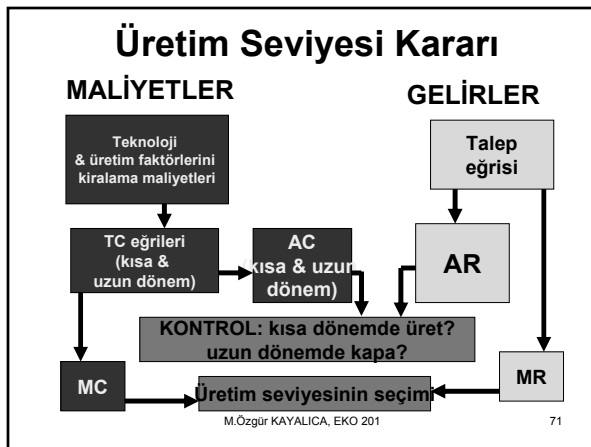 Üretim Seviyesi Kararı
MALİYETLER
GELİRLER
Teknoloji
& üretim faktörlerini
kiralama maliyetleri
Talep
eğrisi
TC eğrileri
(kısa &
uzun dönem)
AC
(kısa & uzun
dönem)
AR
KONTROL: kısa dönemde üret?
uzun dönemde kapa?
MC
Üretim seviyesinin seçimi
MR
M.Özgür KAYALICA, EKO 201
71